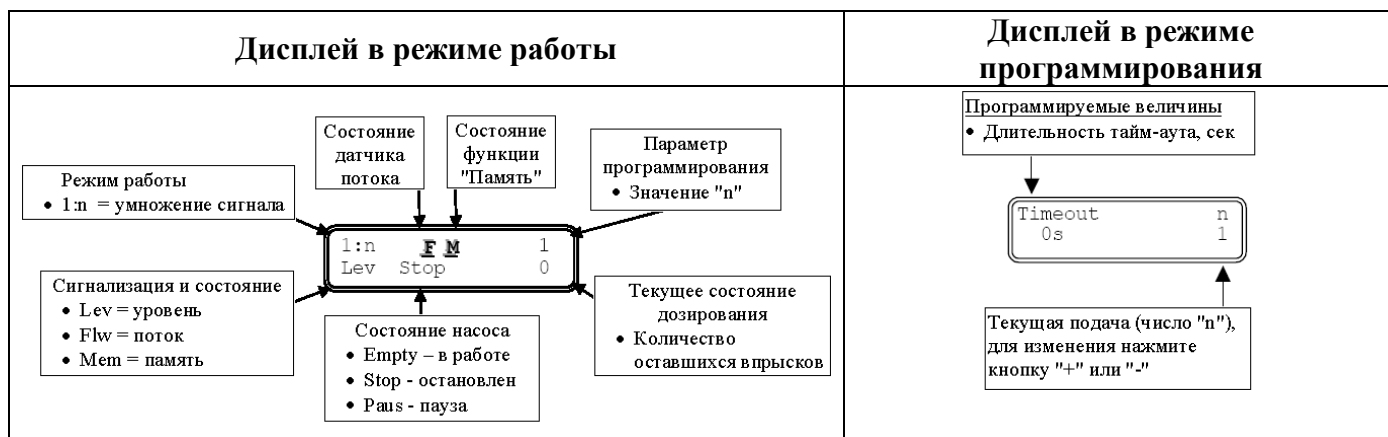 Дисплей в режиме работы
Дисплей в режиме
программирования
Режим работы
• 1:n = умножение сигнала
Состояние
датчика
потока
Состояние
функции
"Память"
Параметр
программирования
• Значение "n"
1:n F M 1
Lev Stop 0
Сигнализация и состояние
• Lev = уровень
• Flw = поток
• Mem = память
Состояние насоса
• Empty – в работе
• Stop - остановлен
• Paus - пауза
Текущее состояние
дозирования
• Количество
оставшихся впрысков
Программируемые величины
• Длительность тайм-аута, сек
Timeout n
0s 1
Текущая подача (число "n"),
для изменения нажмите
кнопку "+" или "-"